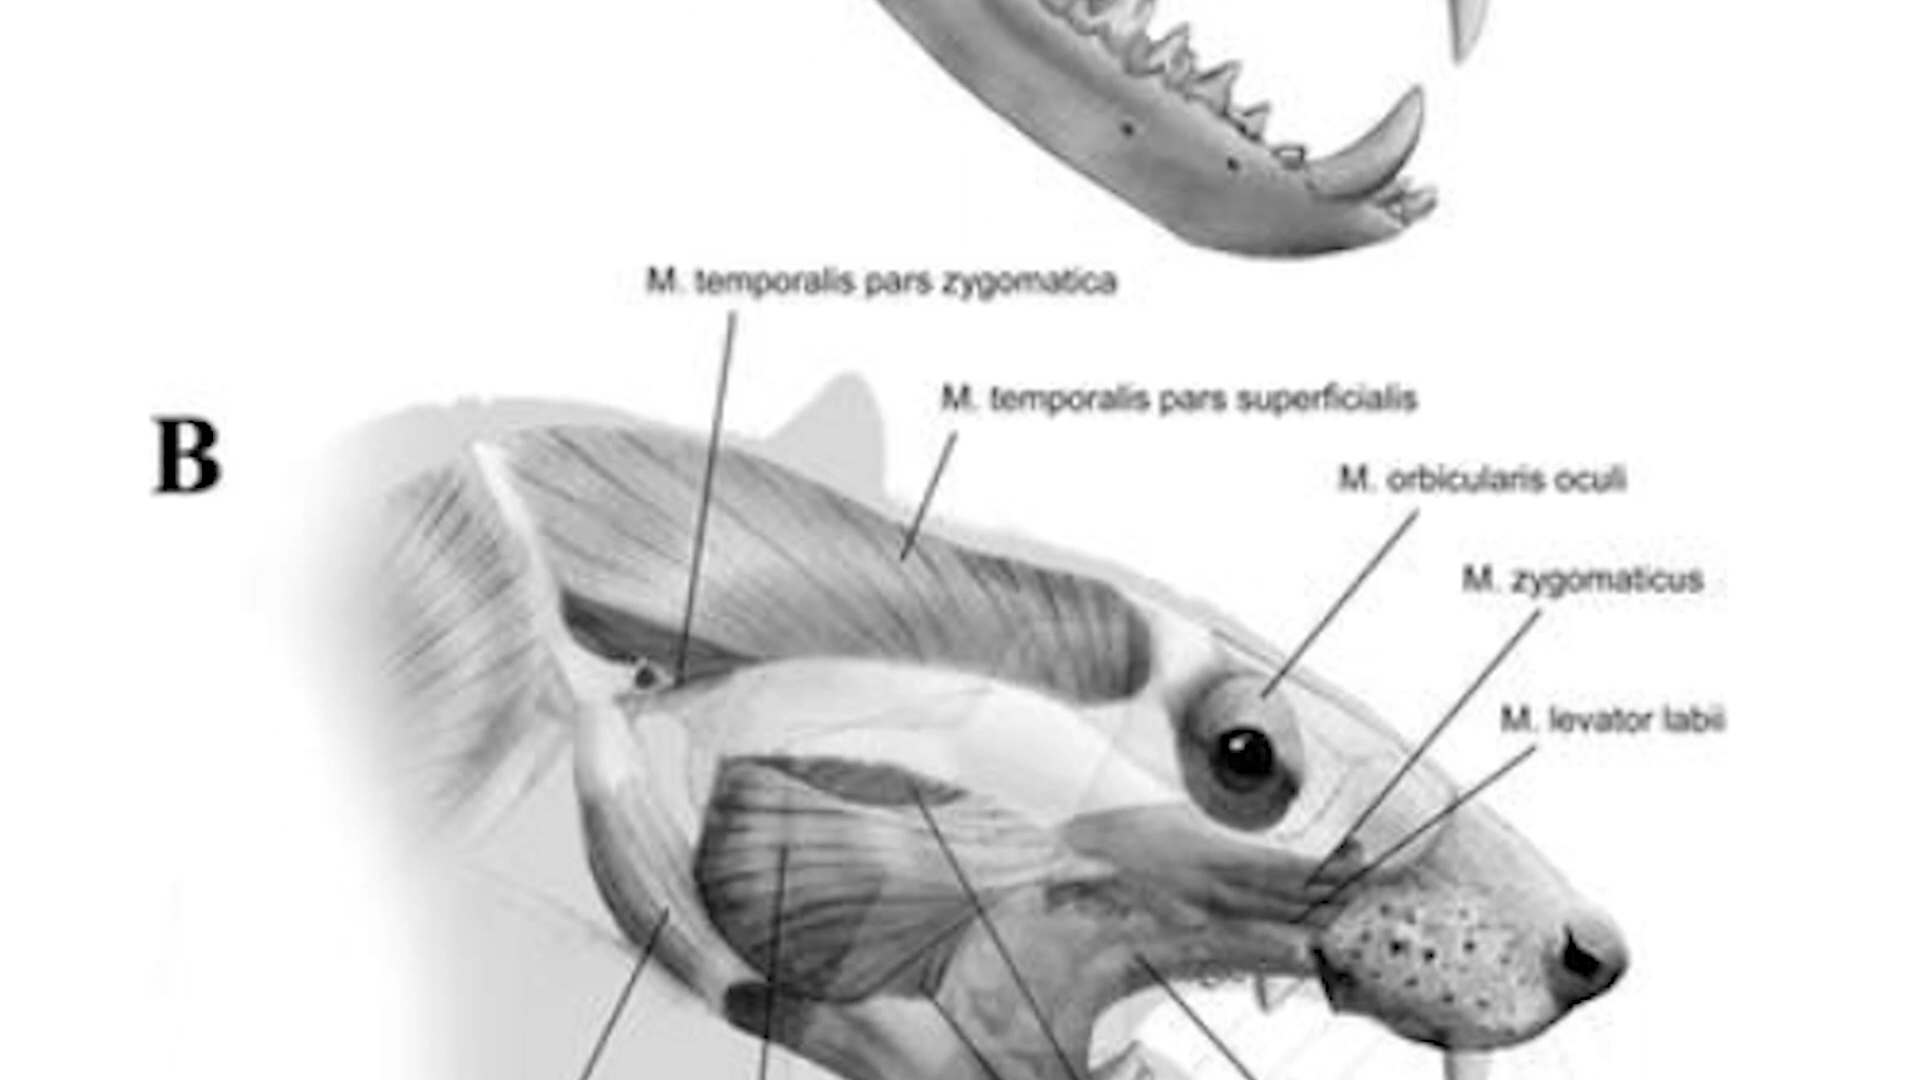 M. temporalis pars zygomatica
M. temporalis pars superficialis
B
M. orbicularis oculi
M. zygomaticus
M. levator labii